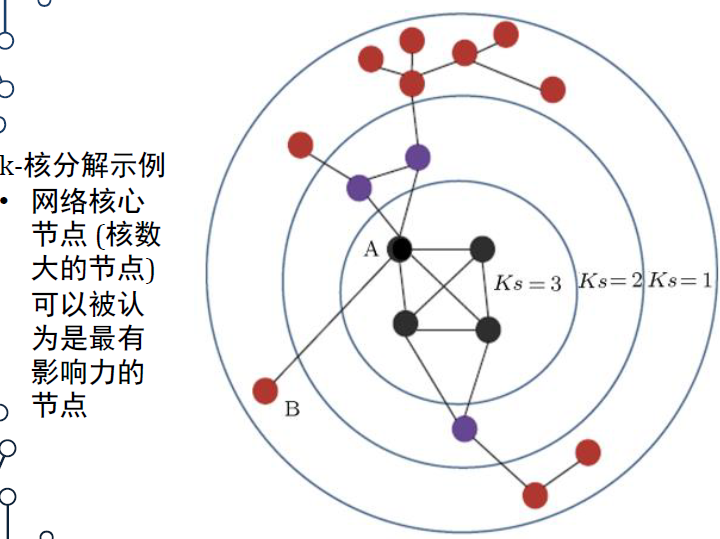 k-核分解示例
• 网络核心
节点 (核数
大的节点)
可以被认
为是最有
影响力的
节点
A
Ks = 3
Ks = 2
Ks = 1
B